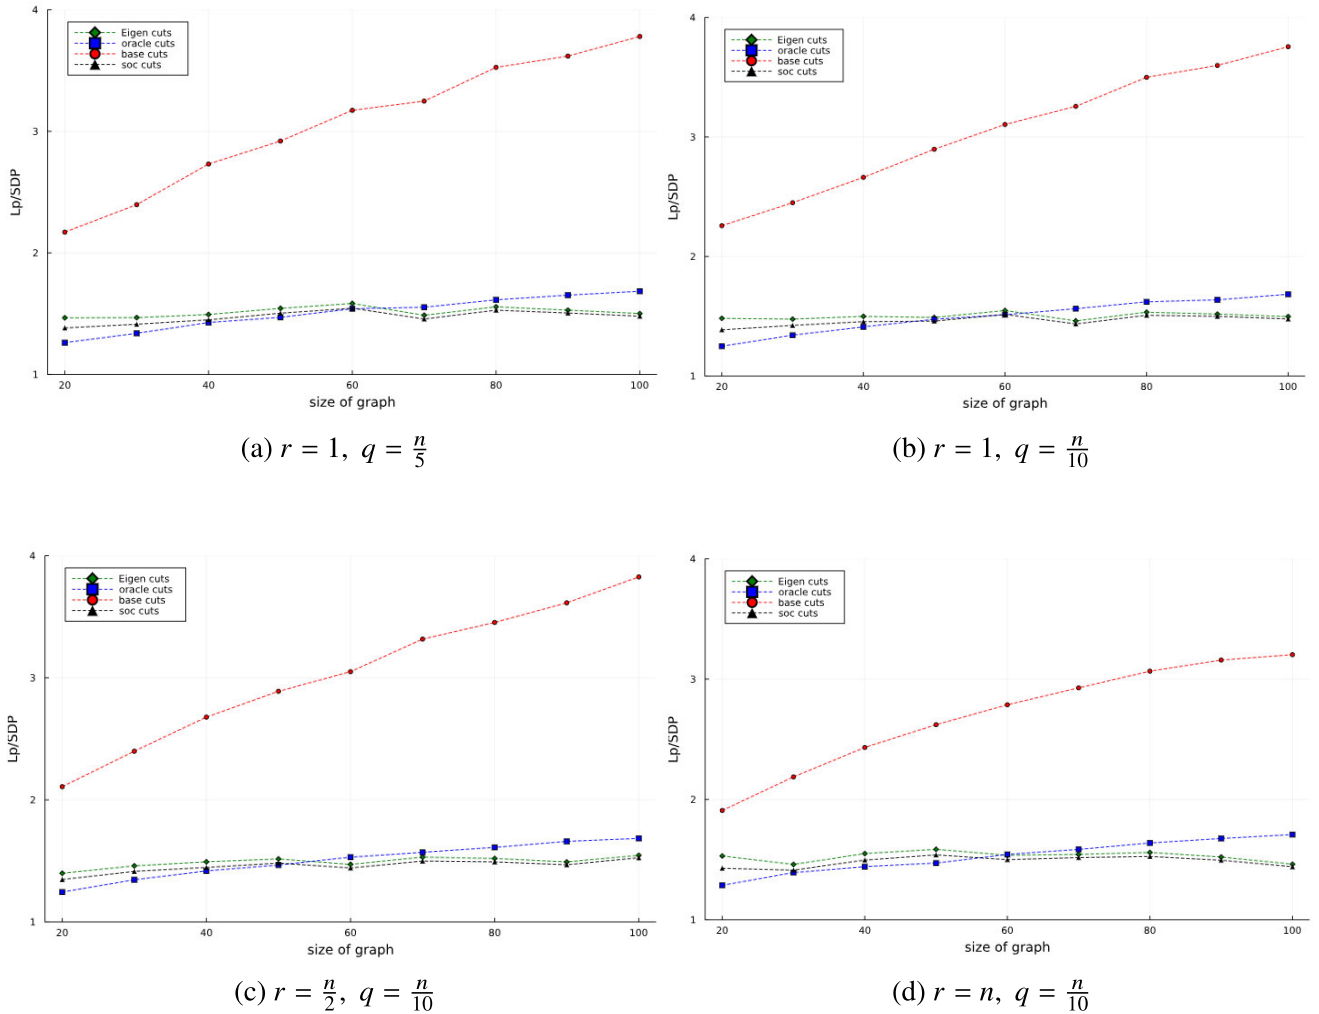 4
3
2
1
Lp/SDP
Eigen cuts
oracle cuts
base cuts
soc cuts
20 40 60 80 100
size of graph
(a) r = 1, q = n/5
4
3
2
1
Lp/SDP
Eigen cuts
oracle cuts
base cuts
soc cuts
20 40 60 80 100
size of graph
(b) r = 1, q = n/10
4
3
2
1
Lp/SDP
Eigen cuts
oracle cuts
base cuts
soc cuts
20 40 60 80 100
size of graph
(c) r = n/2, q = n/10
4
3
2
1
Lp/SDP
Eigen cuts
oracle cuts
base cuts
soc cuts
20 40 60 80 100
size of graph
(d) r = n, q = n/10